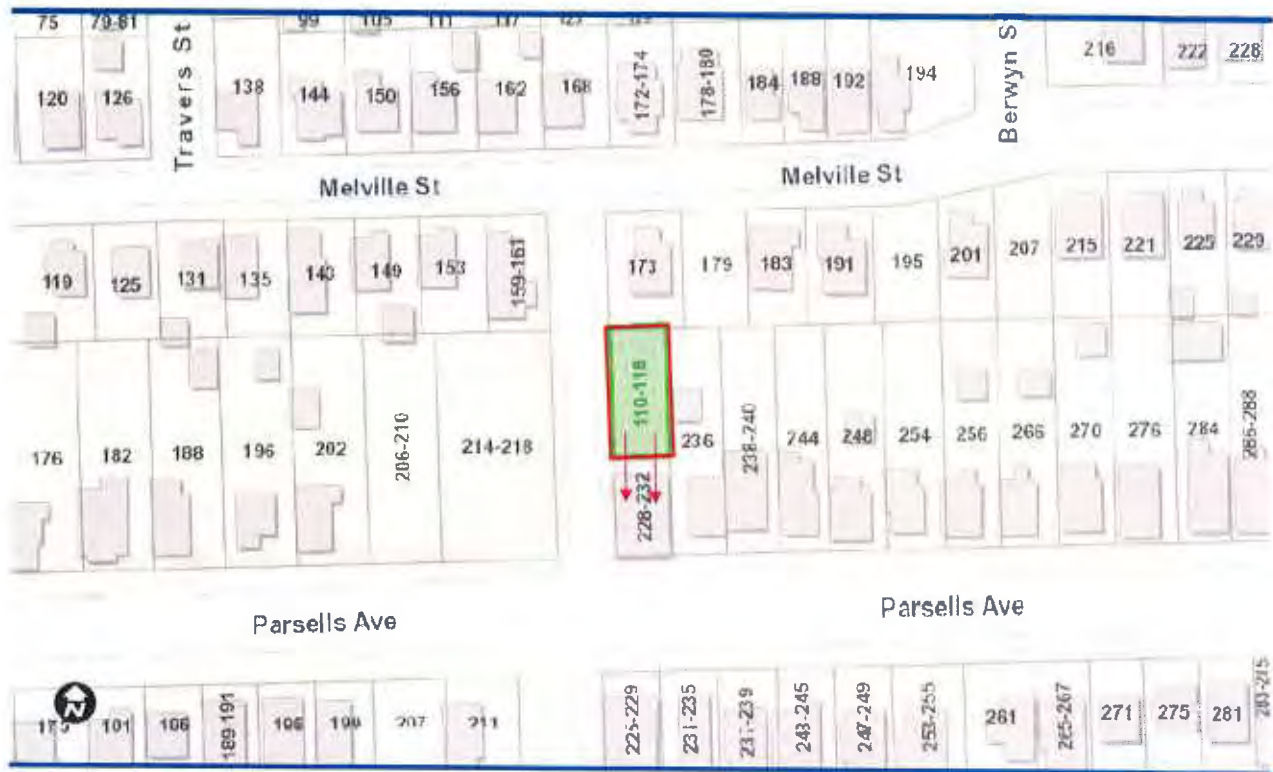 75 79-81 99 105 111 117
Travers St
Berwyn S
216 222 228
120 126 138 144 150 156 162 168 172-174 178-180 184 188 192 194
Melville St Melville St
119 125 131 135 143 149 153 159-161 173 179 183 191 195 201 207 215 221 225 229
110-118
176 182 188 196 202 206-210 214-218 228-232 236 238-240 244 248 254 256 266 270 276 284 286-288
Parsells Ave Parsells Ave
N
101 189-191 207 211 225-229 231-235 237-239 243-245 247-249 253-255 261 265-267 271 275 281